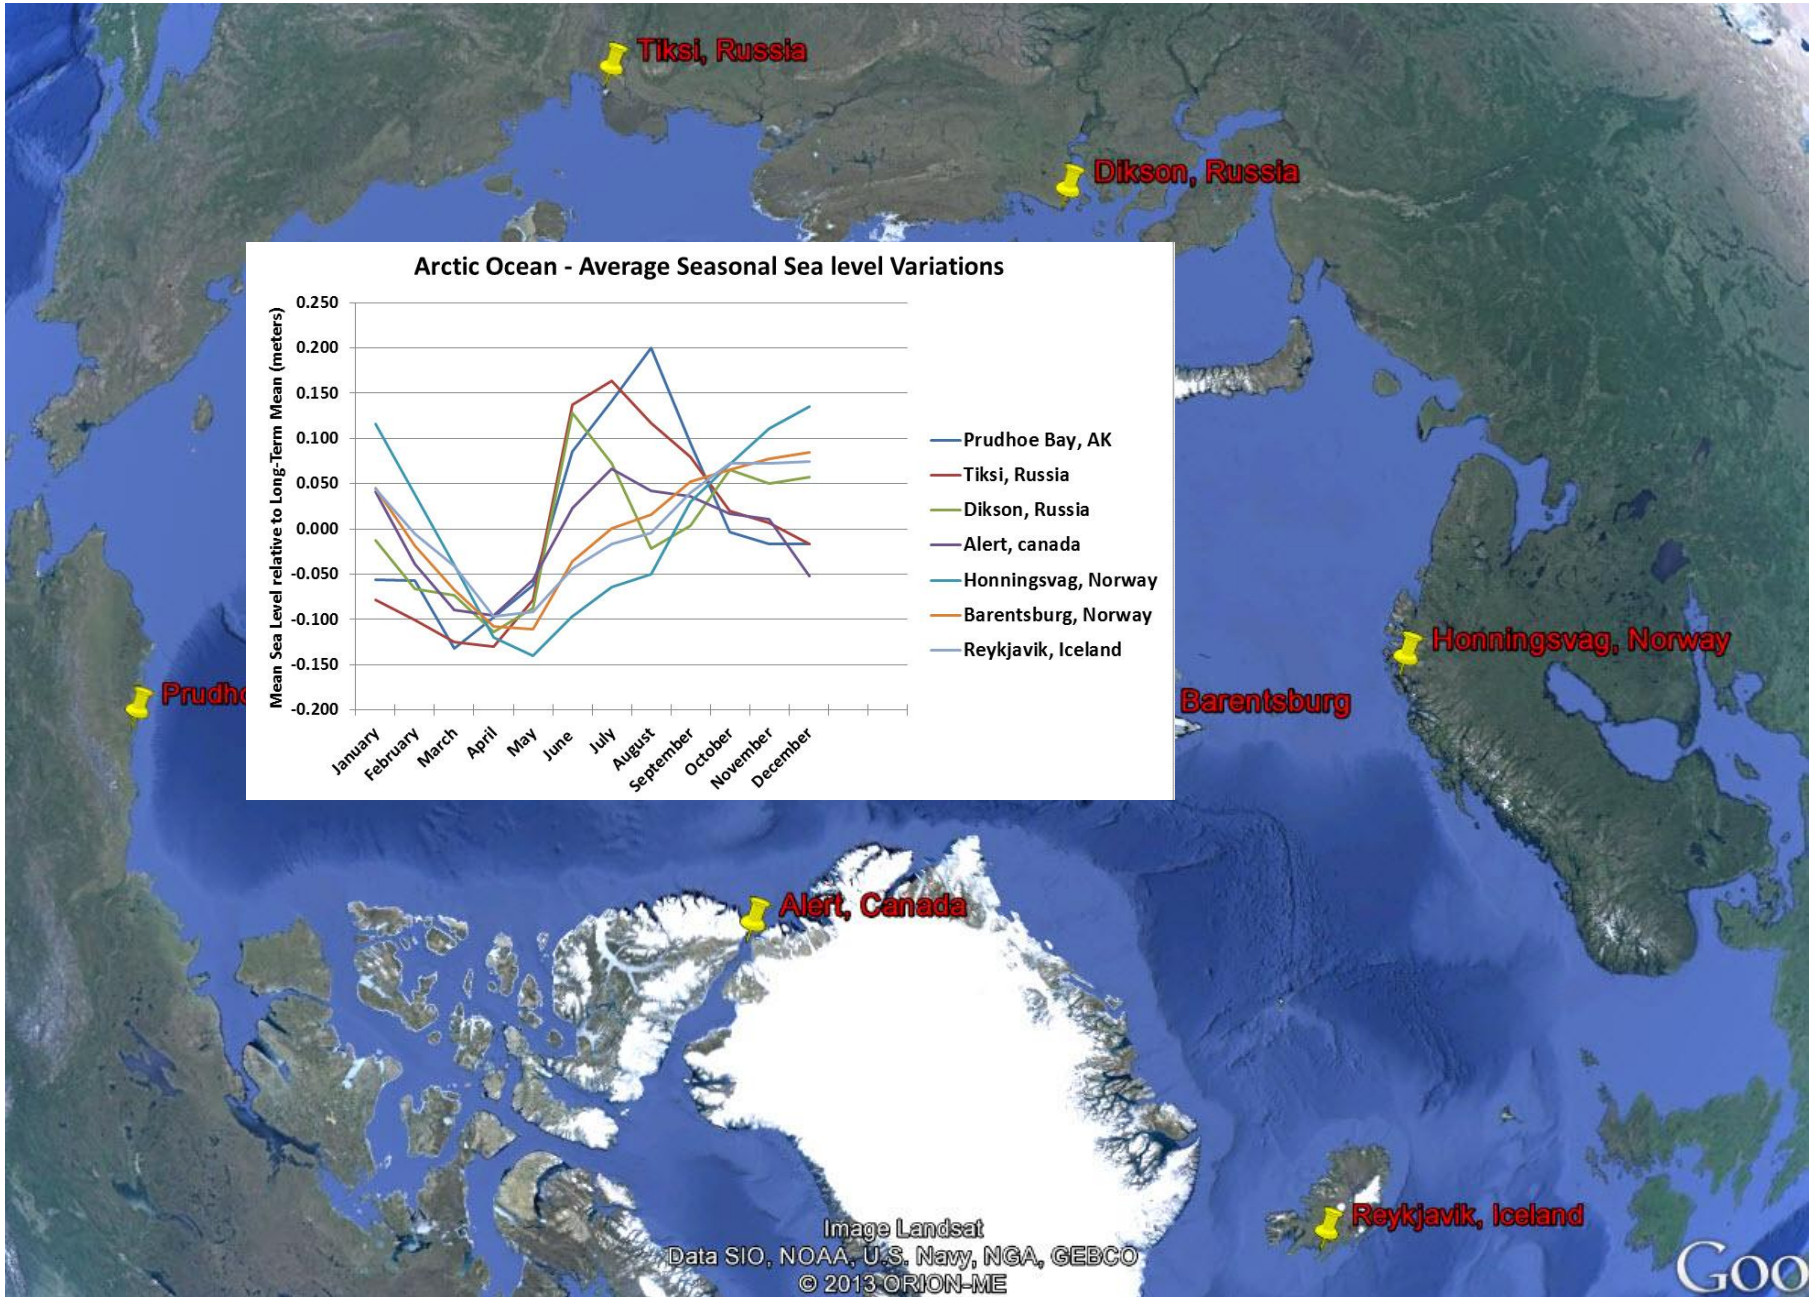 Tiksi, Russia
Dikson, Russia
Arctic Ocean - Average Seasonal Sea level Variations
Mean Sea Level relative to Long-Term Mean (meters)
0.250
0.200
0.150
0.100
0.050
0.000
-0.050
-0.100
-0.150
-0.200
January
February
March
April
May
June
July
August
September
October
November
December
Prudhoe Bay, AK
Tiksi, Russia
Dikson, Russia
Alert, canada
Honningsvag, Norway
Barentsburg, Norway
Reykjavik, Iceland
Honningsvag, Norway
Prudho
Barentsburg
Alert, Canada
Reykjavik, Iceland
Image Landsat
Data SIO, NOAA, U.S. Navy, NGA, GEBCO
© 2013 ORION-ME
Goo